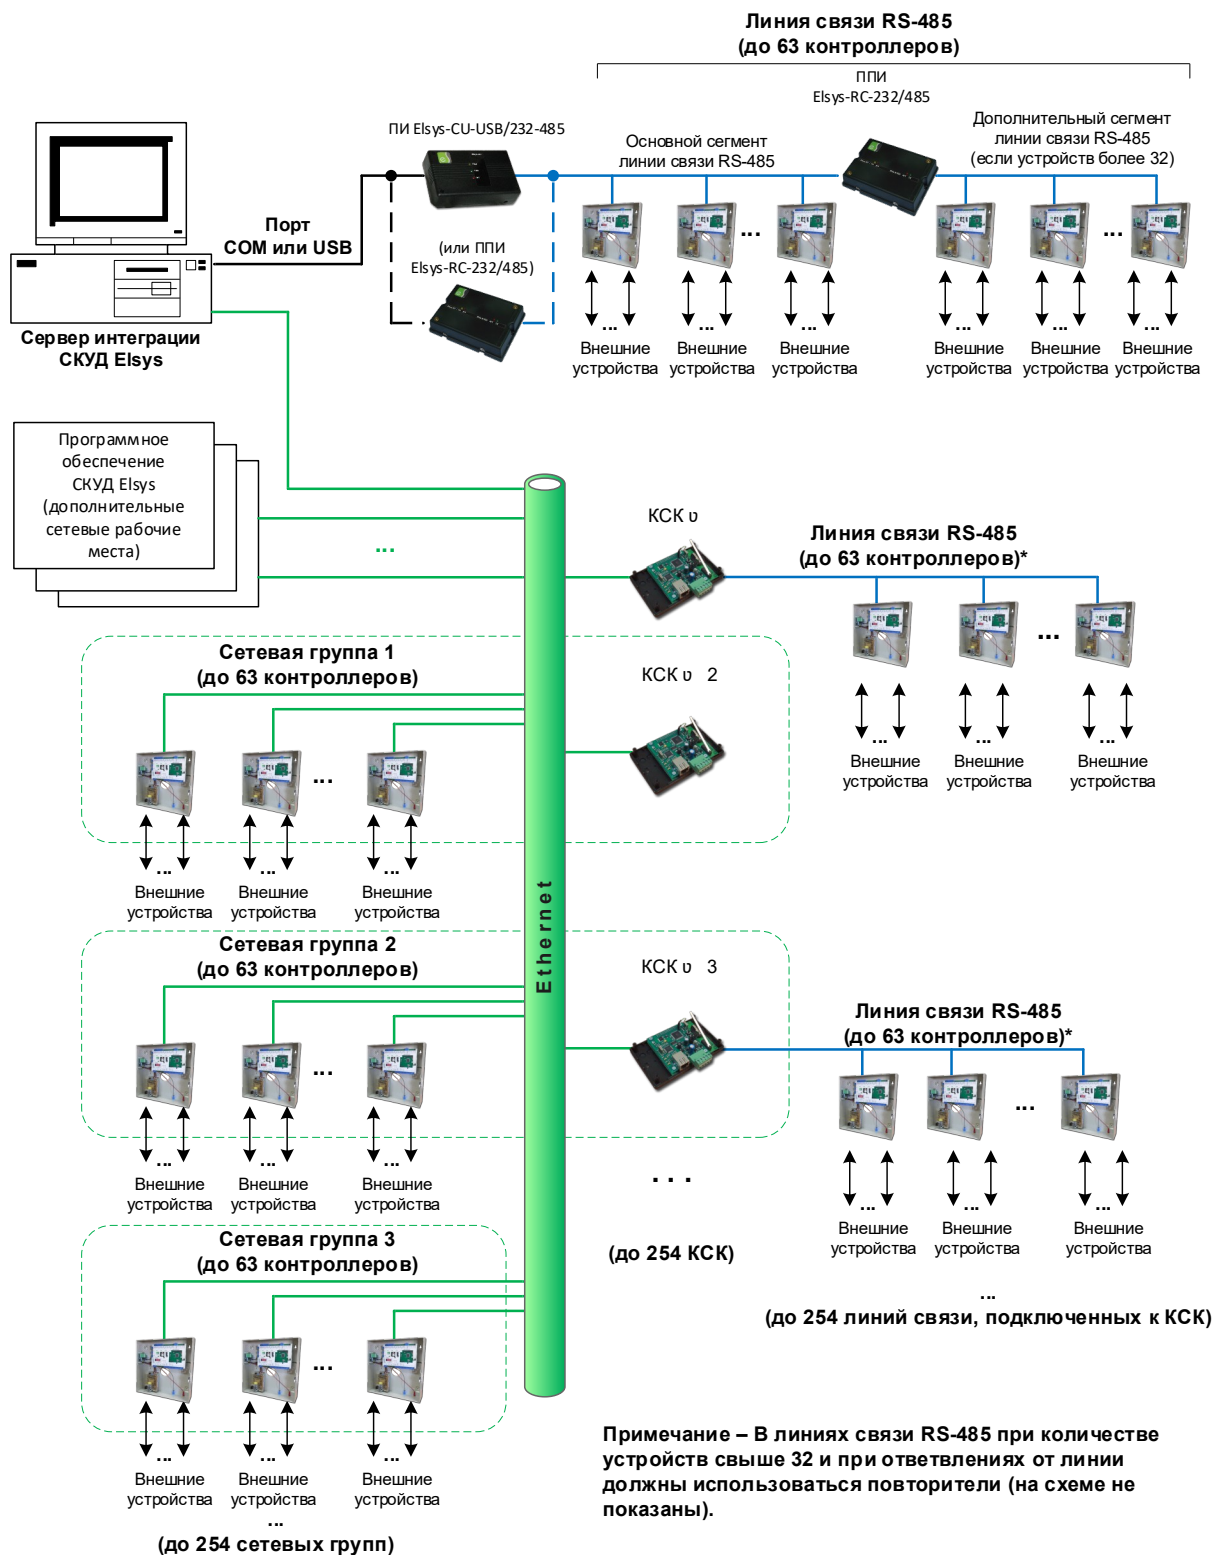 Линия связи RS-485
(до 63 контроллеров)
ППИ
Elsys-RC-232/485
ПИ Elsys-CU-USB/232-485
Основной сегмент
линии связи RS-485
Дополнительный сегмент
линии связи RS-485
(если устройств более 32)
Порт
COM или USB
(или ППИ
Elsys-RC-232/485)
...
...
Сервер интеграции
СКУД Elsys
...
...
...
...
...
...
Внешние
устройства
Внешние
устройства
Внешние
устройства
Внешние
устройства
Внешние
устройства
Внешние
устройства
Программное
обеспечение
СКУД Elsys
(дополнительные
сетевые рабочие
места)
...
КСК υ
Линия связи RS-485
(до 63 контроллеров)*
...
...
...
...
Внешние
устройства
Внешние
устройства
Внешние
устройства
Сетевая группа 1
(до 63 контроллеров)
КСК υ 2
...
...
...
...
Внешние
устройства
Внешние
устройства
Внешние
устройства
Ethernet
Сетевая группа 2
(до 63 контроллеров)
КСК υ 3
Линия связи RS-485
(до 63 контроллеров)*
...
...
...
...
Внешние
устройства
Внешние
устройства
Внешние
устройства
...
...
...
...
Внешние
устройства
Внешние
устройства
Внешние
устройства
. . .
(до 254 КСК)
...
(до 254 линий связи, подключенных к КСК)
Сетевая группа 3
(до 63 контроллеров)
...
...
...
...
Внешние
устройства
Внешние
устройства
Внешние
устройства
...
(до 254 сетевых групп)
Примечание – В линиях связи RS-485 при количестве
устройств свыше 32 и при ответвлениях от линии
должны использоваться повторители (на схеме не
показаны).